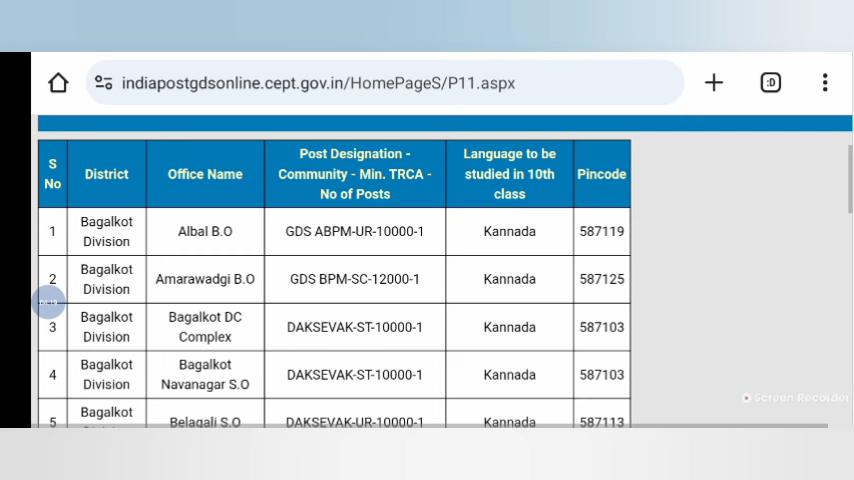 indiapostgdsonline.cept.gov.in/HomePageS/P11.aspx
:D
S No District Office Name Post Designation - Community - Min. TRCA - No of Posts Language to be studied in 10th class Pincode
1 Bagalkot Division Albal B.O GDS ABPM-UR-10000-1 Kannada 587119
2 Bagalkot Division Amarawadgi B.O GDS BPM-SC-12000-1 Kannada 587125
3 Bagalkot Division Bagalkot DC Complex DAKSEVAK-ST-10000-1 Kannada 587103
4 Bagalkot Division Bagalkot Navanagar S.O DAKSEVAK-ST-10000-1 Kannada 587103
5 Bagalkot Belagali S.O DAKSEVAK-UR-10000-1 Kannada 587113
Screen Recorder